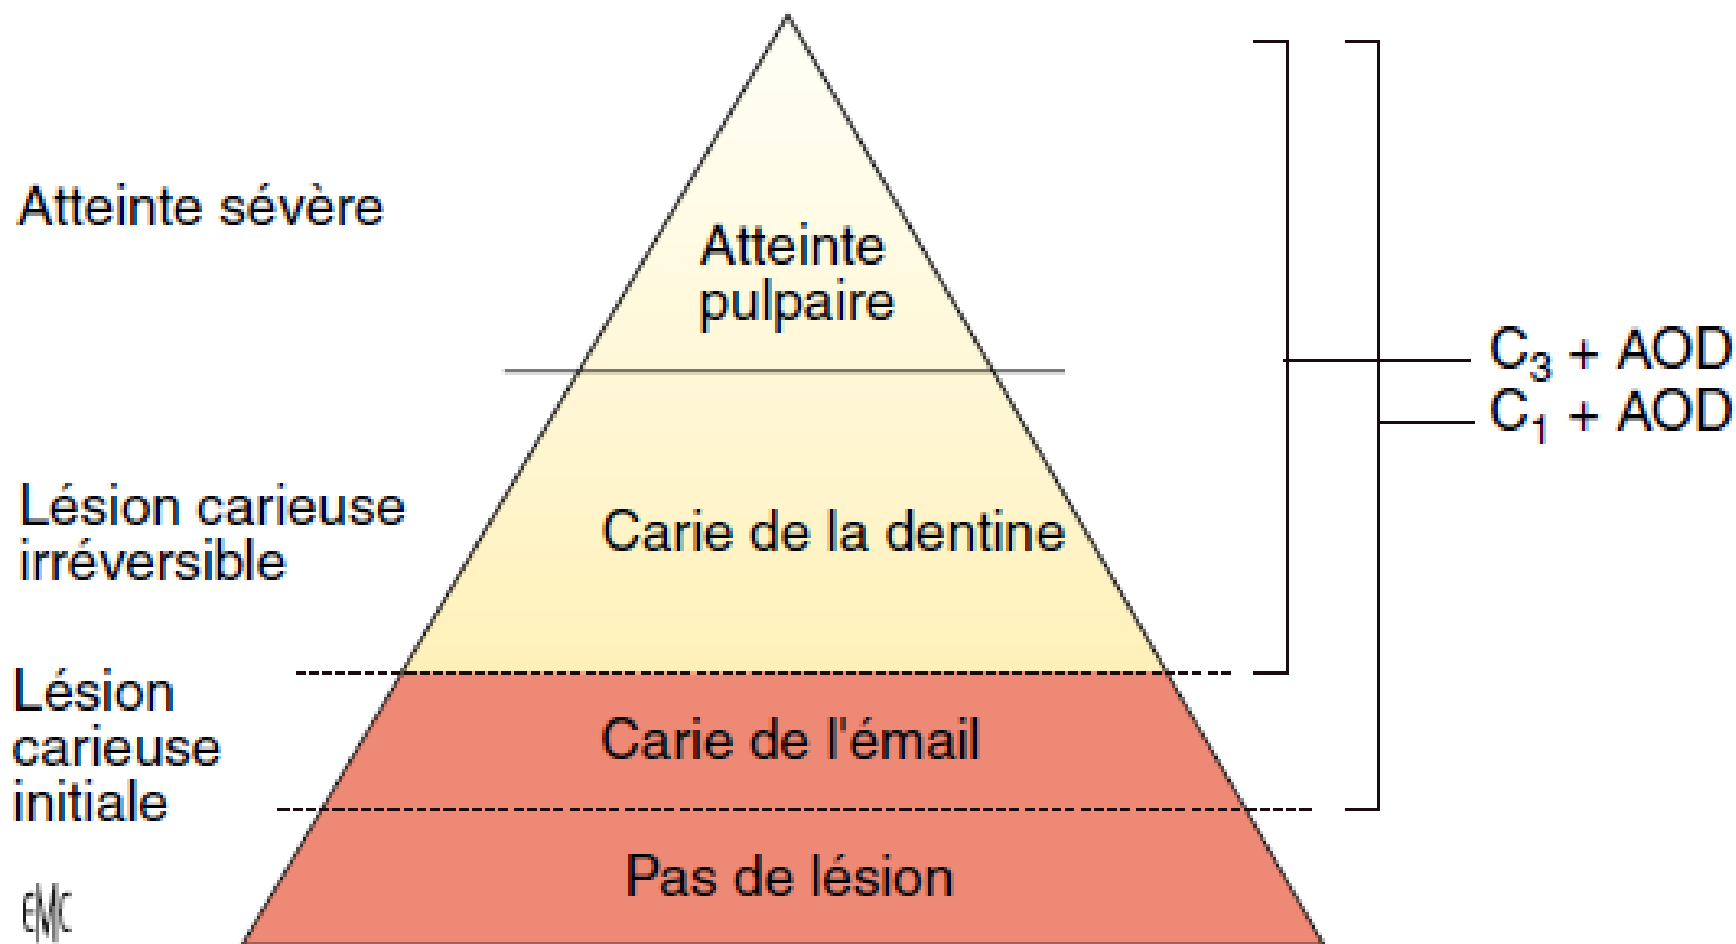 Atteinte sévère
Atteinte
pulpaire
C₃ + AOD
C₁ + AOD
Lésion carieuse
irréversible
Carie de la dentine
Lésion
carieuse
initiale
Carie de l'émail
Pas de lésion
EMC